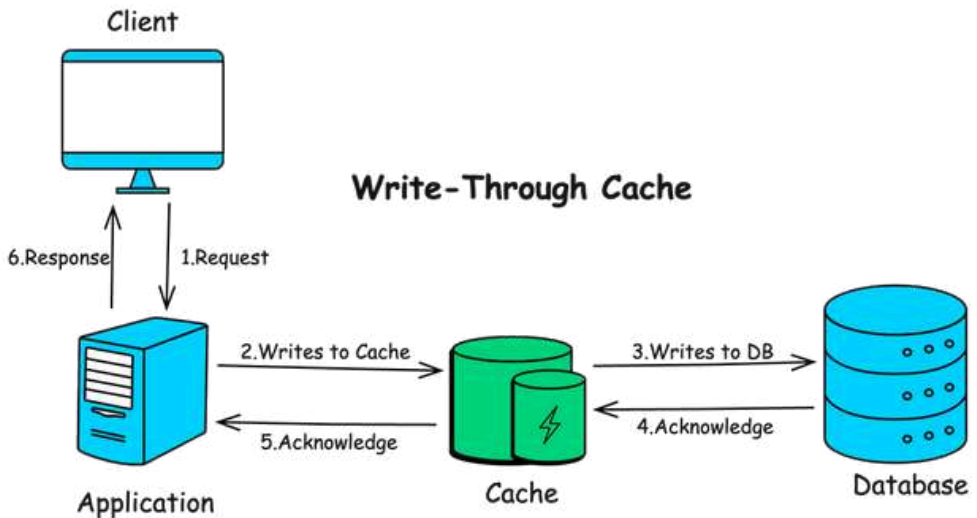 Client
Write-Through Cache
6.Response
1.Request
2.Writes to Cache
3.Writes to DB
5.Acknowledge
4.Acknowledge
Application
Cache
Database